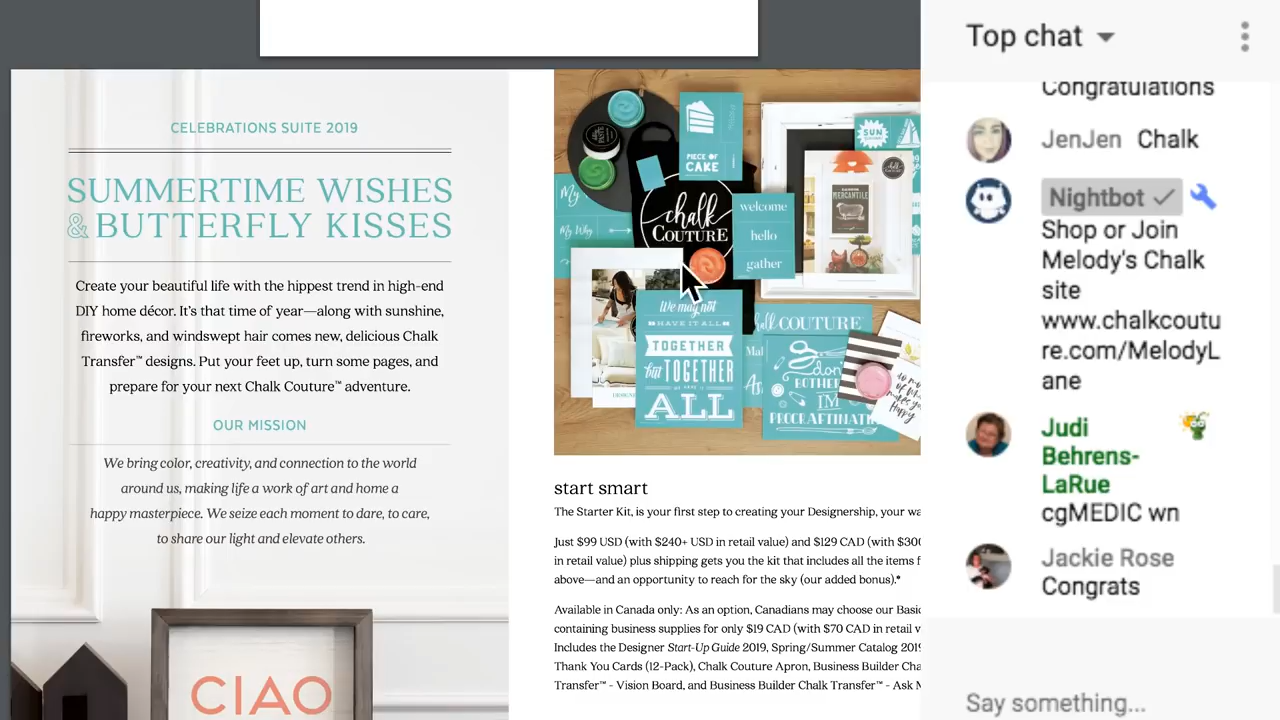 CELEBRATIONS SUITE 2019
SUMMERTIME WISHES
& BUTTERFLY KISSES
Create your beautiful life with the hippest trend in high-end
DIY home décor. It's that time of year—along with sunshine,
fireworks, and windswept hair comes new, delicious Chalk
Transfer™ designs. Put your feet up, turn some pages, and
prepare for your next Chalk Couture™ adventure.
OUR MISSION
We bring color, creativity, and connection to the world
around us, making life a work of art and home a
happy masterpiece. We seize each moment to dare, to care,
to share our light and elevate others.
CIAO
PIECE OF
CAKE
SUN
My
My Why
chalk
COUTURE
welcome
hello
gather
MERCANTILE
We may not
HAVE IT ALL
TOGETHER
but TOGETHER
ALL
chalk COUTURE
don't
BOTHER
I'M
start smart
The Starter Kit, is your first step to creating your Designership, your
Just $99 USD (with $240+ USD in retail value) and $129 CAD (with $300
in retail value) plus shipping gets you the kit that includes all the items
above—and an opportunity to reach for the sky (our added bonus).*
Available in Canada only: As an option, Canadians may choose our
containing business supplies for only $19 CAD (with $70 CAD in retail
Includes the Designer Start-Up Guide 2019, Spring/Summer Catalog 2019
Thank You Cards (12-Pack), Chalk Couture Apron, Business Builder
Transfer™ - Vision Board, and Business Builder Chalk Transfer™ - Ask
Top chat
Congratulations
JenJen Chalk
Nightbot
Shop or Join
Melody's Chalk
site
www.chalkcoutu
re.com/MelodyL
ane
Judi
Behrens-
LaRue
cgMEDIC wn
Jackie Rose
Congrats
Say something...